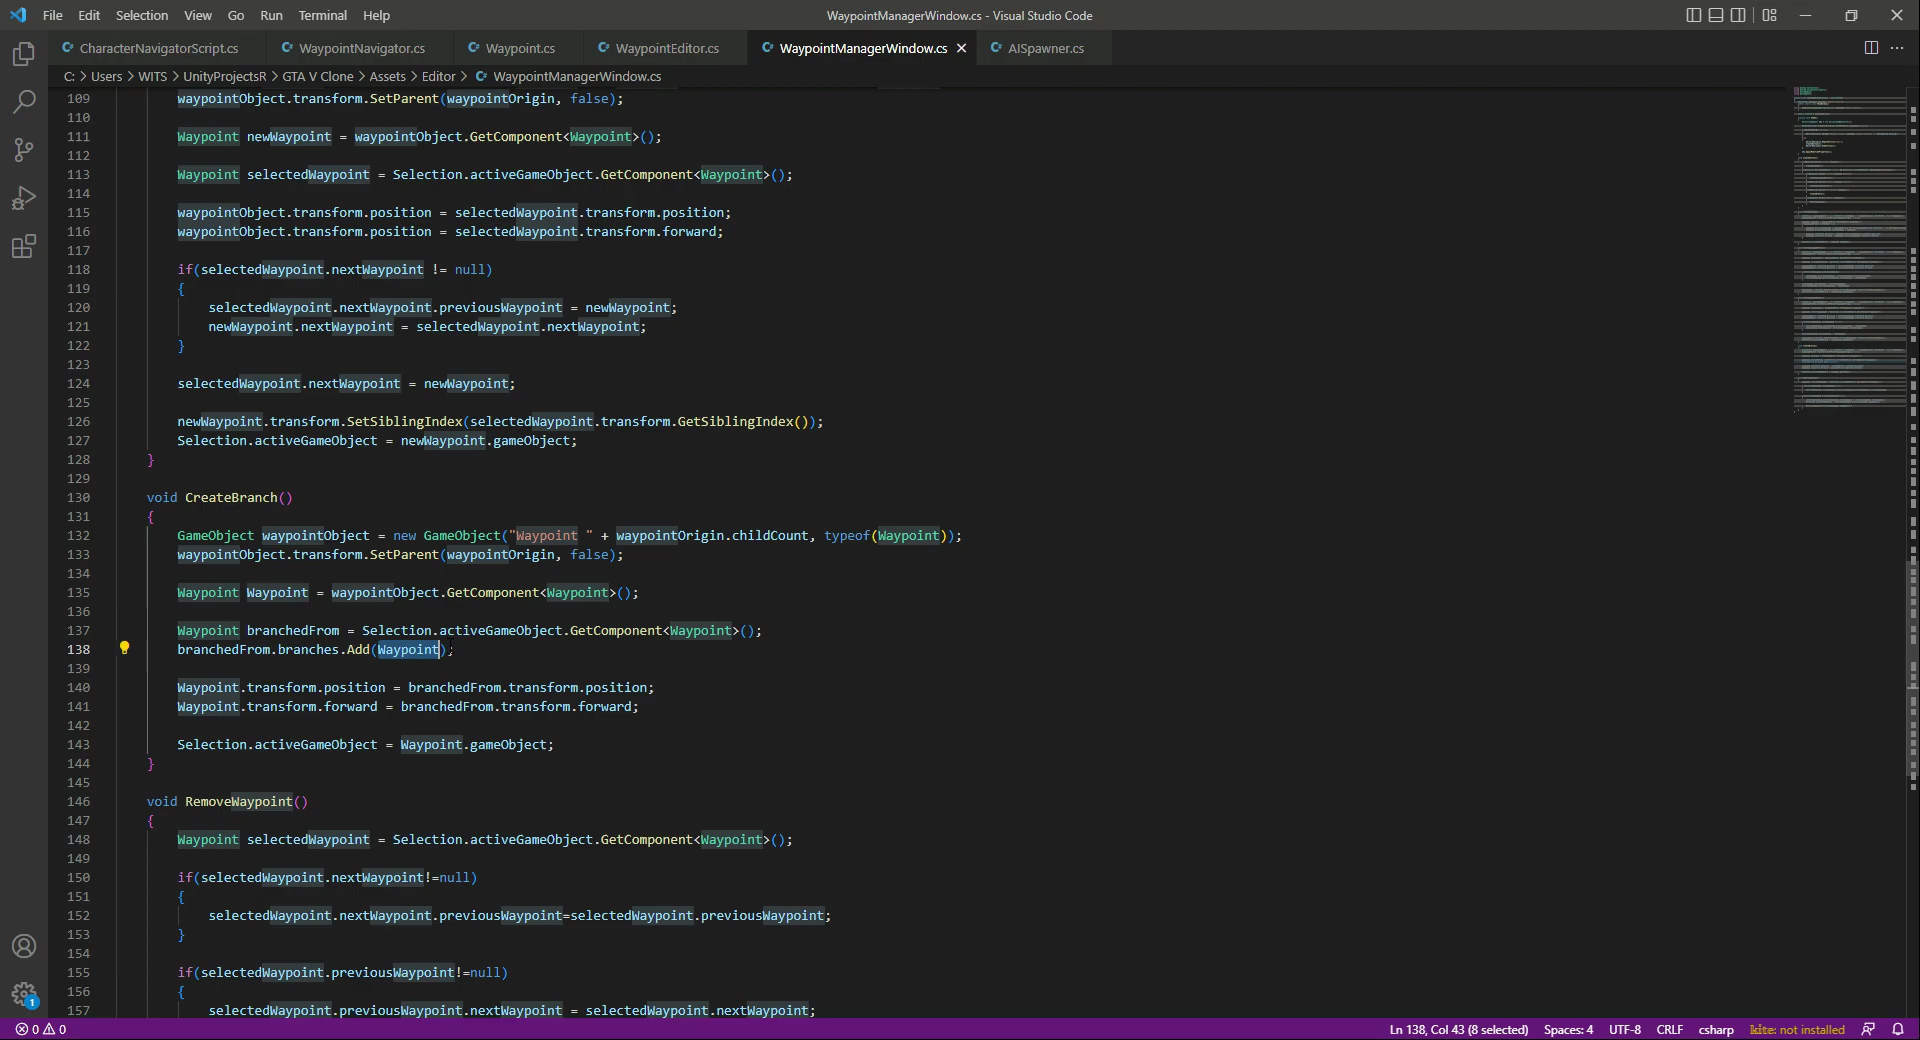 File Edit Selection View Go Run Terminal Help
WaypointManagerWindow.cs - Visual Studio Code
CharacterNavigatorScript.cs
WaypointNavigator.cs
Waypoint.cs
WaypointEditor.cs
WaypointManagerWindow.cs
AISpawner.cs
C: > Users > WITS > UnityProjectsR > GTA V Clone > Assets > Editor > WaypointManagerWindow.cs
109 waypointObject.transform.SetParent(waypointOrigin, false);
110
111 Waypoint newWaypoint = waypointObject.GetComponent<Waypoint>();
112
113 Waypoint selectedWaypoint = Selection.activeGameObject.GetComponent<Waypoint>();
114
115 waypointObject.transform.position = selectedWaypoint.transform.position;
116 waypointObject.transform.position = selectedWaypoint.transform.forward;
117
118 if(selectedWaypoint.nextWaypoint != null)
119 {
120 selectedWaypoint.nextWaypoint.previousWaypoint = newWaypoint;
121 newWaypoint.nextWaypoint = selectedWaypoint.nextWaypoint;
122 }
123
124 selectedWaypoint.nextWaypoint = newWaypoint;
125
126 newWaypoint.transform.SetSiblingIndex(selectedWaypoint.transform.GetSiblingIndex());
127 Selection.activeGameObject = newWaypoint.gameObject;
128 }
129
130 void CreateBranch()
131 {
132 GameObject waypointObject = new GameObject("Waypoint " + waypointOrigin.childCount, typeof(Waypoint));
133 waypointObject.transform.SetParent(waypointOrigin, false);
134
135 Waypoint Waypoint = waypointObject.GetComponent<Waypoint>();
136
137 Waypoint branchedFrom = Selection.activeGameObject.GetComponent<Waypoint>();
138 branchedFrom.branches.Add(Waypoint);
139
140 Waypoint.transform.position = branchedFrom.transform.position;
141 Waypoint.transform.forward = branchedFrom.transform.forward;
142
143 Selection.activeGameObject = Waypoint.gameObject;
144 }
145
146 void RemoveWaypoint()
147 {
148 Waypoint selectedWaypoint = Selection.activeGameObject.GetComponent<Waypoint>();
149
150 if(selectedWaypoint.nextWaypoint!=null)
151 {
152 selectedWaypoint.nextWaypoint.previousWaypoint=selectedWaypoint.previousWaypoint;
153 }
154
155 if(selectedWaypoint.previousWaypoint!=null)
156 {
157 selectedWaypoint.previousWaypoint.nextWaypoint = selectedWaypoint.nextWaypoint;
1
0 0 Ln 138, Col 43 (8 selected) Spaces: 4 UTF-8 CRLF csharp kite: not installed